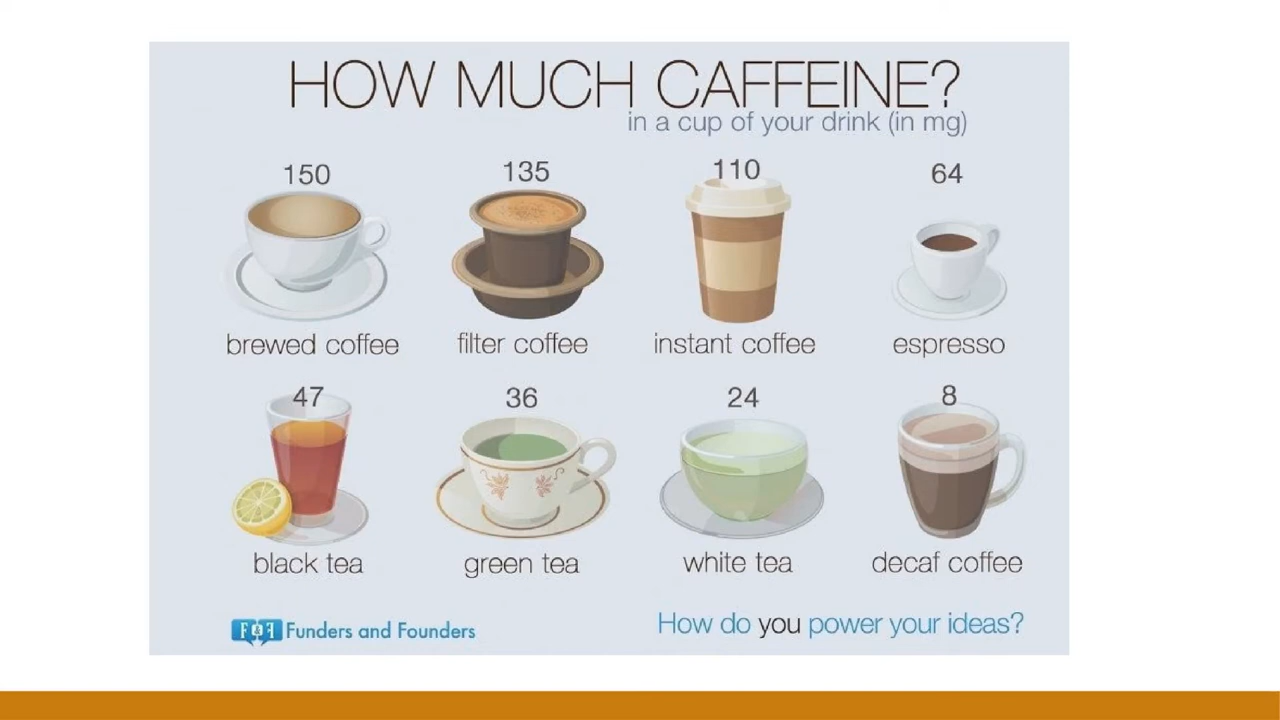 HOW MUCH CAFFEINE?
in a cup of your drink (in mg)
150
135
110
64
brewed coffee
filter coffee
instant coffee
espresso
47
36
24
8
black tea
green tea
white tea
decaf coffee
F&F Funders and Founders
How do you power your ideas?